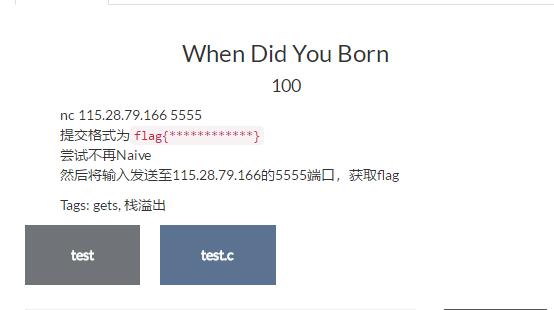 When Did You Born
100
nc 115.28.79.166 5555
提交格式为 flag{************}
尝试不再Naive
然后将输入发送至115.28.79.166的5555端口，获取flag
Tags: gets, 栈溢出
test
test.c